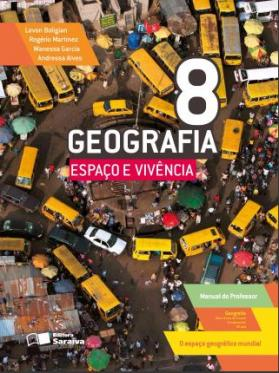 Levon Boligian
Rogério Martinez
Wanessa Garcia
Andressa Alves
8
GEOGRAFIA
ESPAÇO E VIVÊNCIA
Manual do Professor
Geografia
O espaço geográfico mundial
Editora
Saraiva